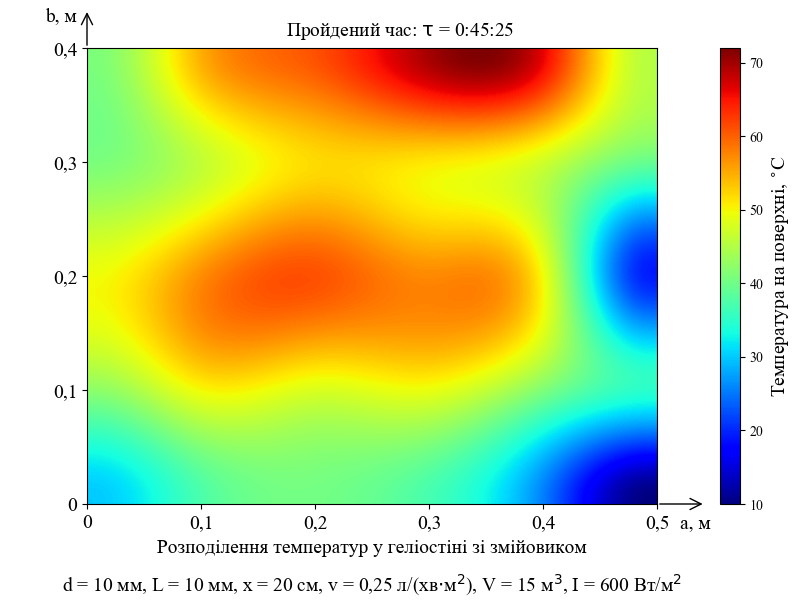 b, м
Пройдений час: τ = 0:45:25
0,4
0,3
0,2
0,1
0
0 0,1 0,2 0,3 0,4 0,5 a, м
70
60
50
40
30
20
10
Температура на поверхні, °C
Розподілення температур у геліостіні зі змійовиком
d = 10 мм, L = 10 мм, x = 20 см, v = 0,25 л/(хв·м²), V = 15 м³, I = 600 Вт/м²